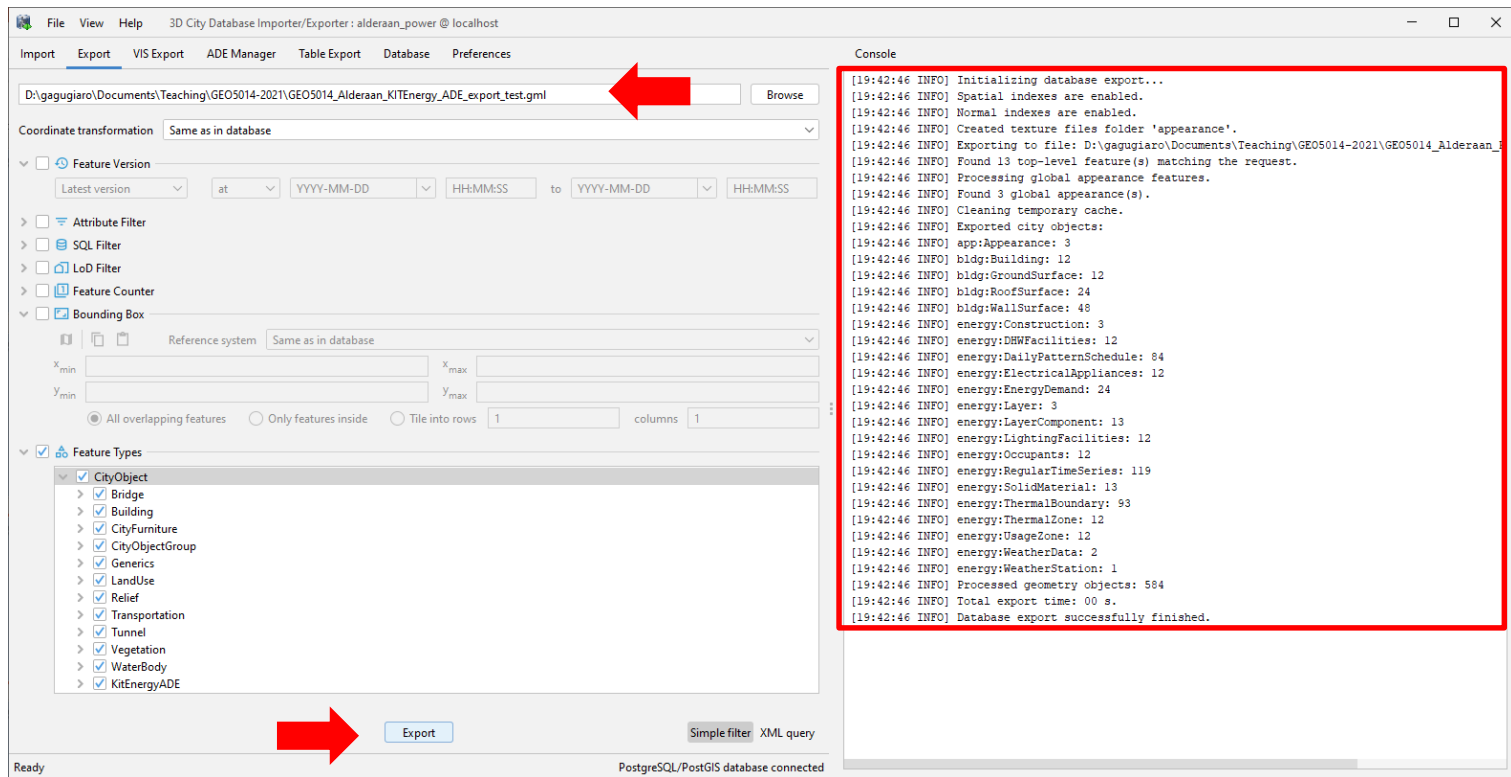 File View Help 3D City Database Importer/Exporter : alderaan_power @ localhost
Import Export VIS Export ADE Manager Table Export Database Preferences
D:\gagugiaro\Documents\Teaching\GEO5014-2021\GEO5014_Alderaan_KITEnergy_ADE_export_test.gml Browse
Coordinate transformation Same as in database
Feature Version
Latest version at YYYY-MM-DD HH:MM:SS to YYYY-MM-DD HH:MM:SS
Attribute Filter
SQL Filter
LoD Filter
Feature Counter
Bounding Box
Reference system Same as in database
xmin xmax
ymin ymax
All overlapping features Only features inside Tile into rows 1 columns 1
Feature Types
CityObject
Bridge
Building
CityFurniture
CityObjectGroup
Generics
LandUse
Relief
Transportation
Tunnel
Vegetation
WaterBody
KitEnergyADE
Export Simple filter XML query
Ready PostgreSQL/PostGIS database connected
Console
[19:42:46 INFO] Initializing database export...
[19:42:46 INFO] Spatial indexes are enabled.
[19:42:46 INFO] Normal indexes are enabled.
[19:42:46 INFO] Created texture files folder 'appearance'.
[19:42:46 INFO] Exporting to file: D:\gagugiaro\Documents\Teaching\GEO5014-2021\GEO5014_Alderaan_
[19:42:46 INFO] Found 13 top-level feature(s) matching the request.
[19:42:46 INFO] Processing global appearance features.
[19:42:46 INFO] Found 3 global appearance(s).
[19:42:46 INFO] Cleaning temporary cache.
[19:42:46 INFO] Exported city objects:
[19:42:46 INFO] app:Appearance: 3
[19:42:46 INFO] bldg:Building: 12
[19:42:46 INFO] bldg:GroundSurface: 12
[19:42:46 INFO] bldg:RoofSurface: 24
[19:42:46 INFO] bldg:WallSurface: 48
[19:42:46 INFO] energy:Construction: 3
[19:42:46 INFO] energy:DHWFacilities: 12
[19:42:46 INFO] energy:DailyPatternSchedule: 84
[19:42:46 INFO] energy:ElectricalAppliances: 12
[19:42:46 INFO] energy:EnergyDemand: 24
[19:42:46 INFO] energy:Layer: 3
[19:42:46 INFO] energy:LayerComponent: 13
[19:42:46 INFO] energy:LightingFacilities: 12
[19:42:46 INFO] energy:Occupants: 12
[19:42:46 INFO] energy:RegularTimeSeries: 119
[19:42:46 INFO] energy:SolidMaterial: 13
[19:42:46 INFO] energy:ThermalBoundary: 93
[19:42:46 INFO] energy:ThermalZone: 12
[19:42:46 INFO] energy:UsageZone: 12
[19:42:46 INFO] energy:WeatherData: 2
[19:42:46 INFO] energy:WeatherStation: 1
[19:42:46 INFO] Processed geometry objects: 584
[19:42:46 INFO] Total export time: 00 s.
[19:42:46 INFO] Database export successfully finished.